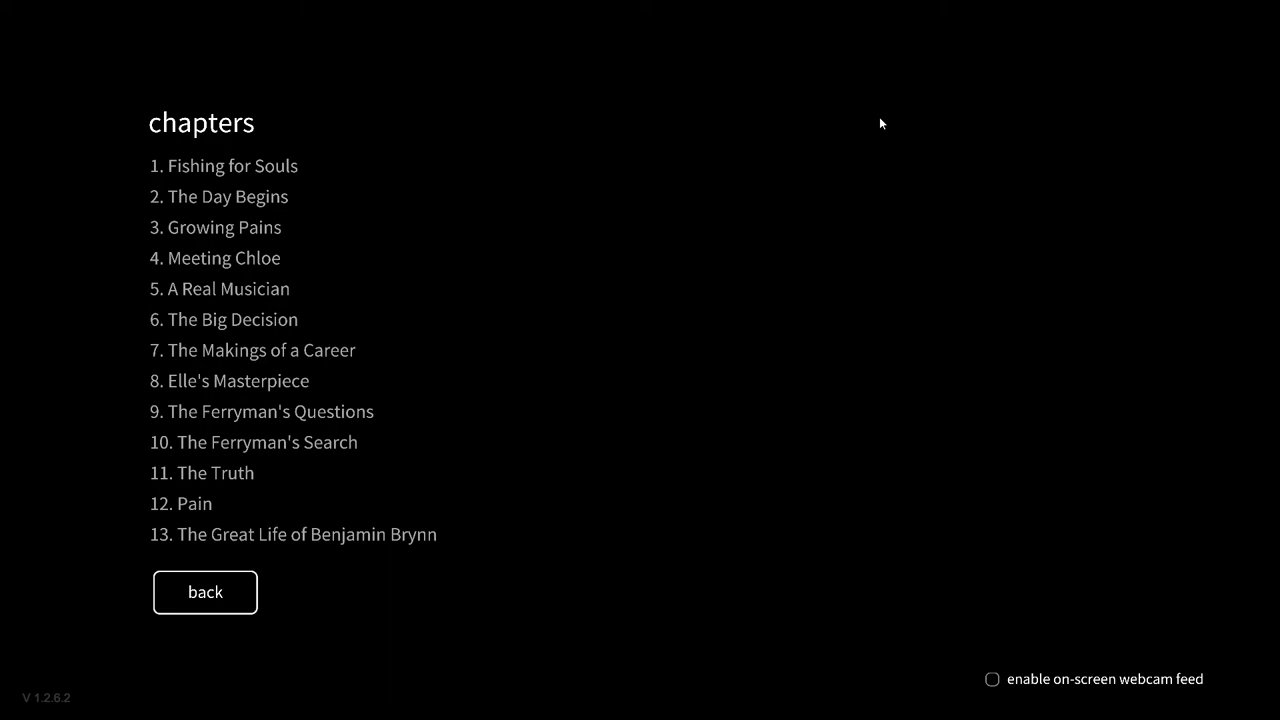 chapters
1. Fishing for Souls
2. The Day Begins
3. Growing Pains
4. Meeting Chloe
5. A Real Musician
6. The Big Decision
7. The Makings of a Career
8. Elle's Masterpiece
9. The Ferryman's Questions
10. The Ferryman's Search
11. The Truth
12. Pain
13. The Great Life of Benjamin Brynn
back
enable on-screen webcam feed
V 1.2.6.2